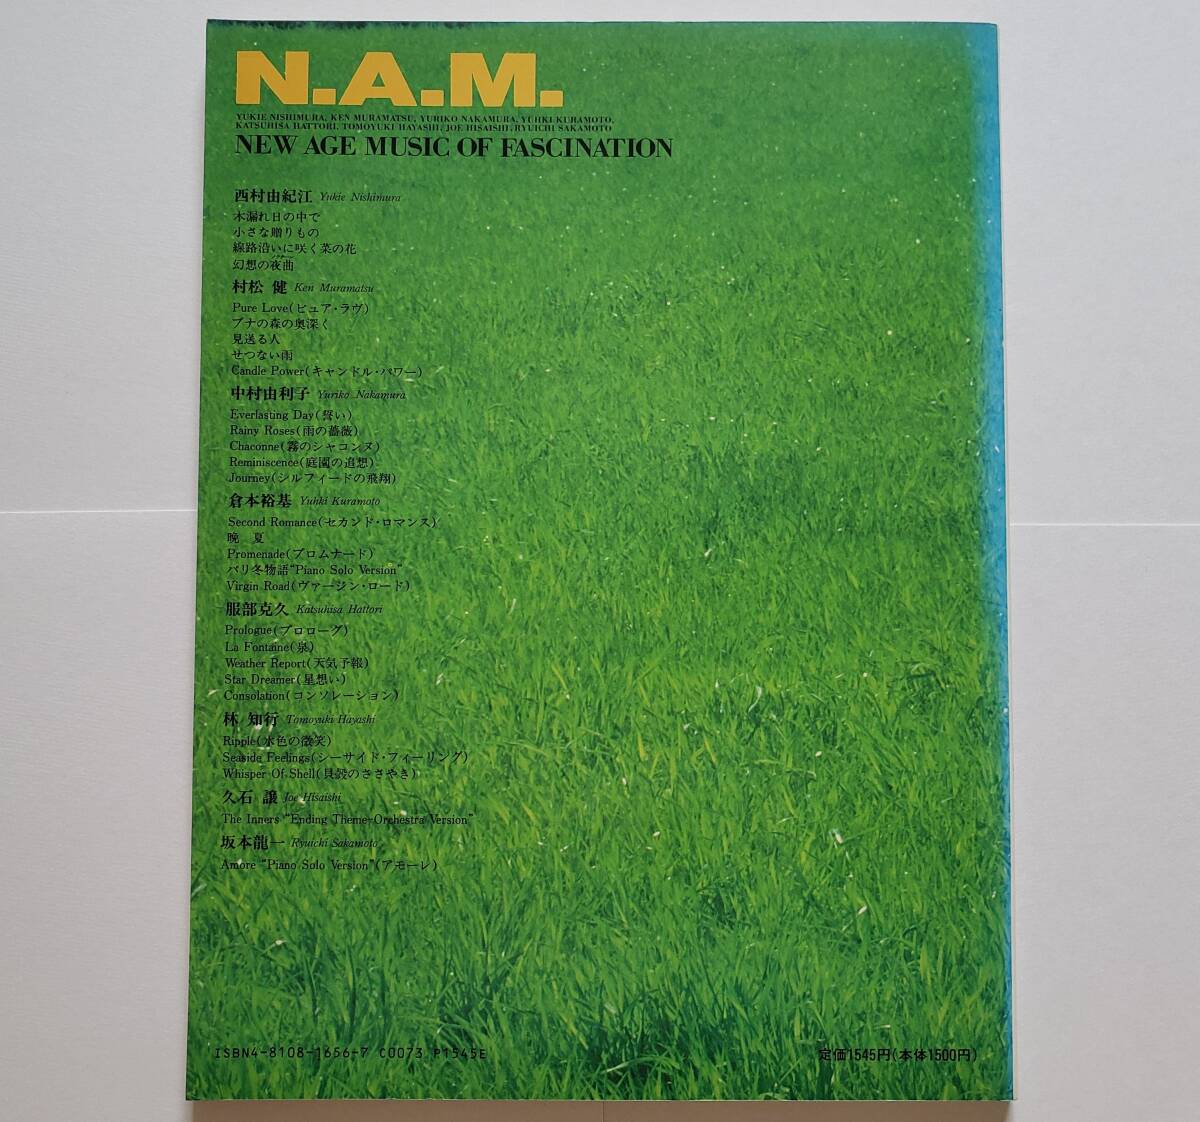 N.A.M.
YUKIE NISHIMURA, KEN MURAMATSU, YURIKO NAKAMURA, YUHKI KURAMOTO,
KATSUHISA HATTORI, TOMOYUKI HAYASHI, JOE HISAISHI, RYUICHI SAKAMOTO
NEW AGE MUSIC OF FASCINATION
西村由紀江 Yukie Nishimura
木漏れ日の中で
小さな贈りもの
線路沿いに咲く菜の花
幻想の夜曲
村松 健 Ken Muramatsu
Pure Love(ピュア・ラヴ)
ブナの森の奥深く
見送る人
せつない雨
Candle Power(キャンドル・パワー)
中村由利子 Yuriko Nakamura
Everlasting Day(誓い)
Rainy Roses(雨の薔薇)
Chaconne(霧のシャコンヌ)
Reminiscence(庭園の追想)
Journey(シルフィードの飛翔)
倉本裕基 Yuhki Kuramoto
Second Romance(セカンド・ロマンス)
晩 夏
Promenade(プロムナード)
パリ冬物語"Piano Solo Version"
Virgin Road(ヴァージン・ロード)
服部克久 Katsuhisa Hattori
Prologue(プロローグ)
La Fontaine(泉)
Weather Report(天気予報)
Star Dreamer(星想い)
Consolation(コンソレーション)
林 知行 Tomoyuki Hayashi
Ripple(水色の微笑)
Seaside Feelings(シーサイド・フィーリング)
Whisper Of Shell(貝殻のささやき)
久石 譲 Joe Hisaishi
The Inners "Ending Theme-Orchestra Version"
坂本龍一 Ryuichi Sakamoto
Amore "Piano Solo Version"(アモーレ)
ISBN4-8108-1656-7 C0073 P1545E
定価1545円(本体1500円)